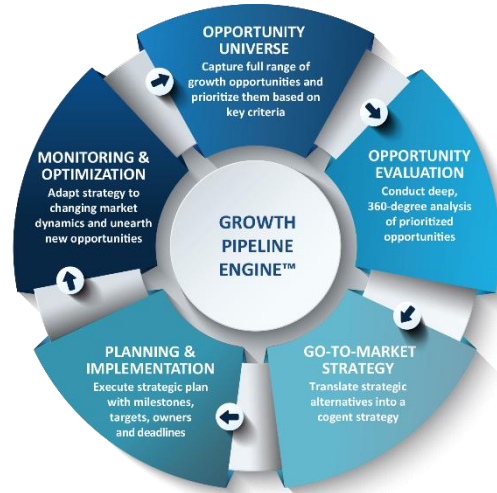 OPPORTUNITY
UNIVERSE
Capture full range of
growth opportunities and
prioritize them based on
key criteria
OPPORTUNITY
EVALUATION
Conduct deep,
360-degree analysis
of prioritized
opportunities
GO-TO-MARKET
STRATEGY
Translate strategic
alternatives into a
cogent strategy
PLANNING &
IMPLEMENTATION
Execute strategic plan
with milestones,
targets, owners
and deadlines
MONITORING &
OPTIMIZATION
Adapt strategy to
changing market
dynamics and unearth
new opportunities
GROWTH
PIPELINE
ENGINE™